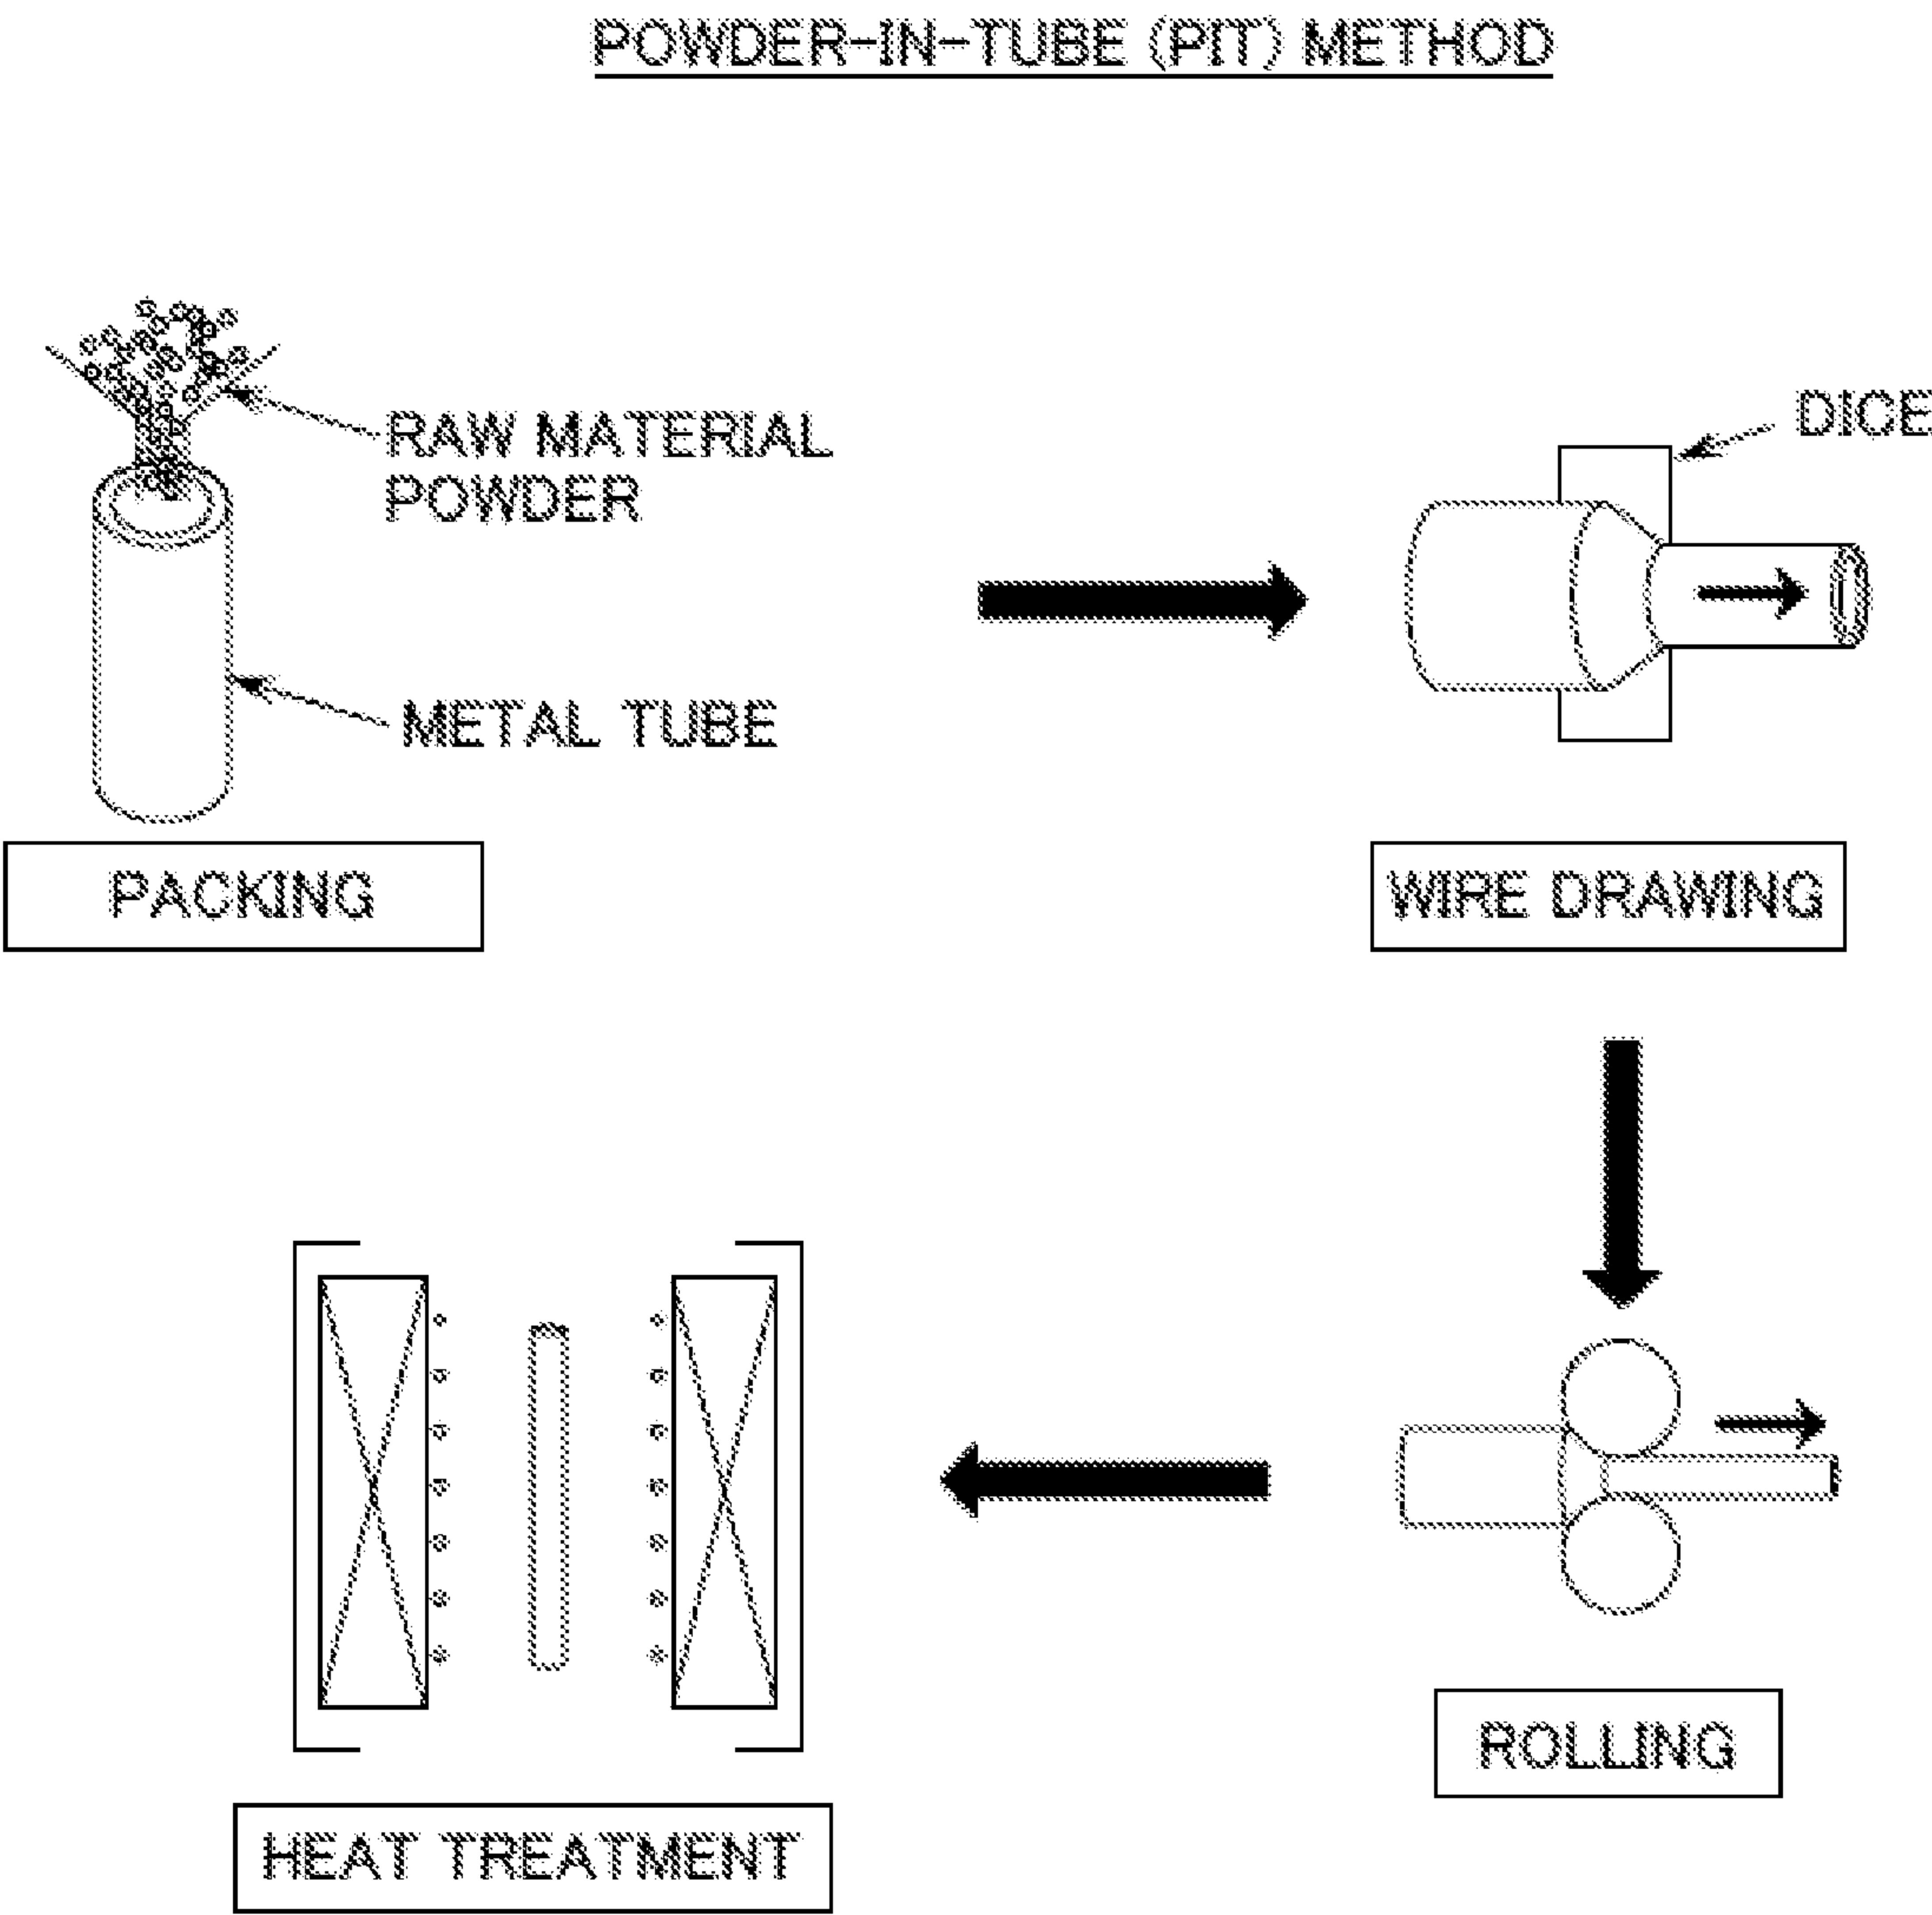 POWDER-IN-TUBE (PIT) METHOD
RAW MATERIAL
POWDER
METAL TUBE
PACKING
DICE
WIRE DRAWING
ROLLING
HEAT TREATMENT